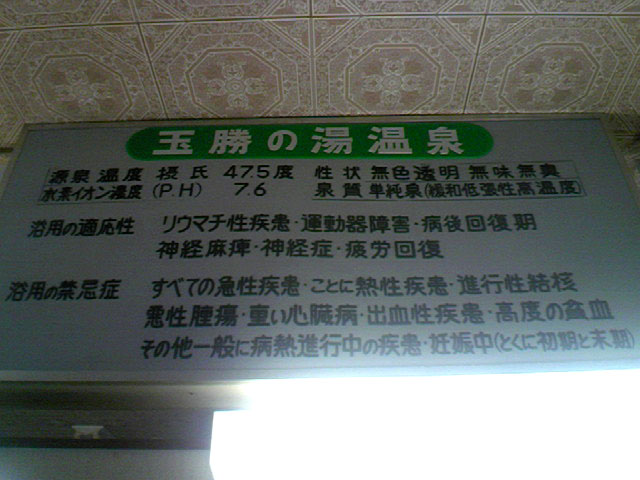 玉勝の湯温泉
源泉温度 摂氏 47.5度 性状 無色透明 無味無臭
水素イオン濃度 (P.H) 7.6 泉質 単純泉(緩和低張性高温度)
浴用の適応性 リウマチ性疾患・運動器障害・病後回復期
神経麻痺・神経症・疲労回復
浴用の禁忌症 すべての急性疾患・ことに熱性疾患・進行性結核
悪性腫瘍・重い心臓病・出血性疾患・高度の貧血
その他一般に病熱進行中の疾患・妊娠中(とくに初期と末期)